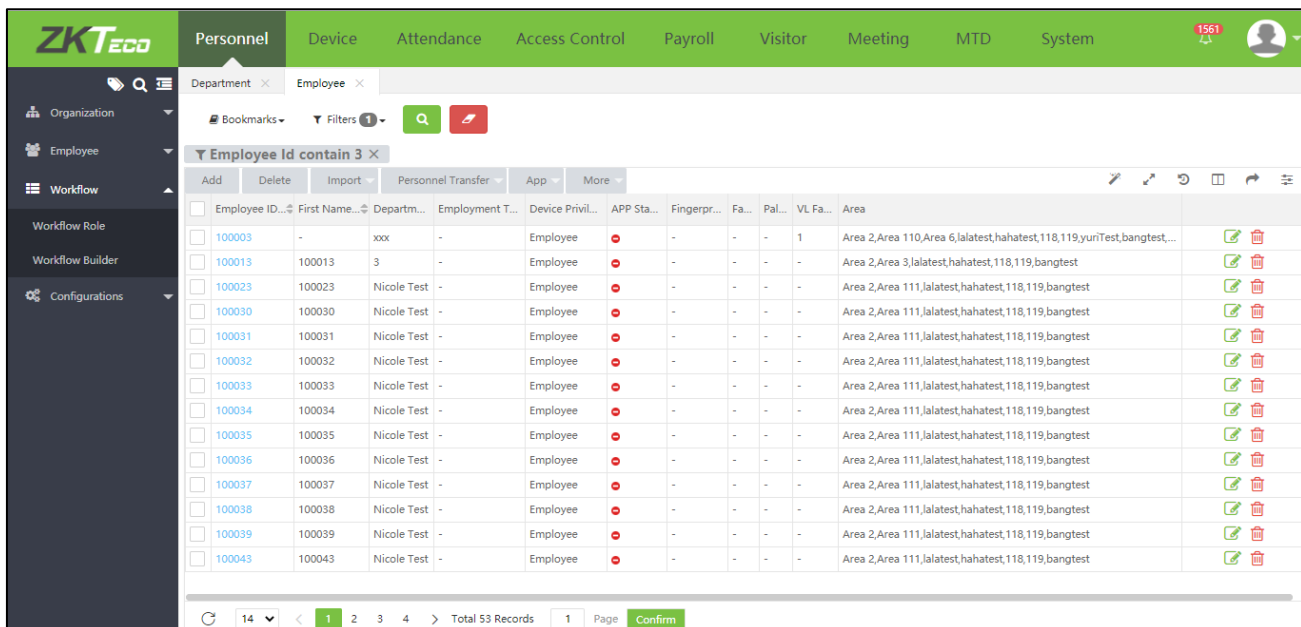 ZKTeco Personnel Device Attendance Access Control Payroll Visitor Meeting MTD System 1561
Department Employee
Organization
Employee
Workflow
Workflow Role
Workflow Builder
Configurations
Bookmarks Filters 1
Employee Id contain 3
Add Delete Import Personnel Transfer App More
Employee ID... First Name... Departm... Employment T... Device Privil... APP Sta... Fingerpr... Fa... Pal... VL Fa... Area
100003 - xxx - Employee - - - 1 Area 2,Area 110,Area 6,lalatest,hahatest,118,119,yuriTest,bangtest,...
100013 100013 3 - Employee - - - - Area 2,Area 3,lalatest,hahatest,118,119,bangtest
100023 100023 Nicole Test - Employee - - - - Area 2,Area 111,lalatest,hahatest,118,119,bangtest
100030 100030 Nicole Test - Employee - - - - Area 2,Area 111,lalatest,hahatest,118,119,bangtest
100031 100031 Nicole Test - Employee - - - - Area 2,Area 111,lalatest,hahatest,118,119,bangtest
100032 100032 Nicole Test - Employee - - - - Area 2,Area 111,lalatest,hahatest,118,119,bangtest
100033 100033 Nicole Test - Employee - - - - Area 2,Area 111,lalatest,hahatest,118,119,bangtest
100034 100034 Nicole Test - Employee - - - - Area 2,Area 111,lalatest,hahatest,118,119,bangtest
100035 100035 Nicole Test - Employee - - - - Area 2,Area 111,lalatest,hahatest,118,119,bangtest
100036 100036 Nicole Test - Employee - - - - Area 2,Area 111,lalatest,hahatest,118,119,bangtest
100037 100037 Nicole Test - Employee - - - - Area 2,Area 111,lalatest,hahatest,118,119,bangtest
100038 100038 Nicole Test - Employee - - - - Area 2,Area 111,lalatest,hahatest,118,119,bangtest
100039 100039 Nicole Test - Employee - - - - Area 2,Area 111,lalatest,hahatest,118,119,bangtest
100043 100043 Nicole Test - Employee - - - - Area 2,Area 111,lalatest,hahatest,118,119,bangtest
14 < 1 2 3 4 > Total 53 Records 1 Page Confirm